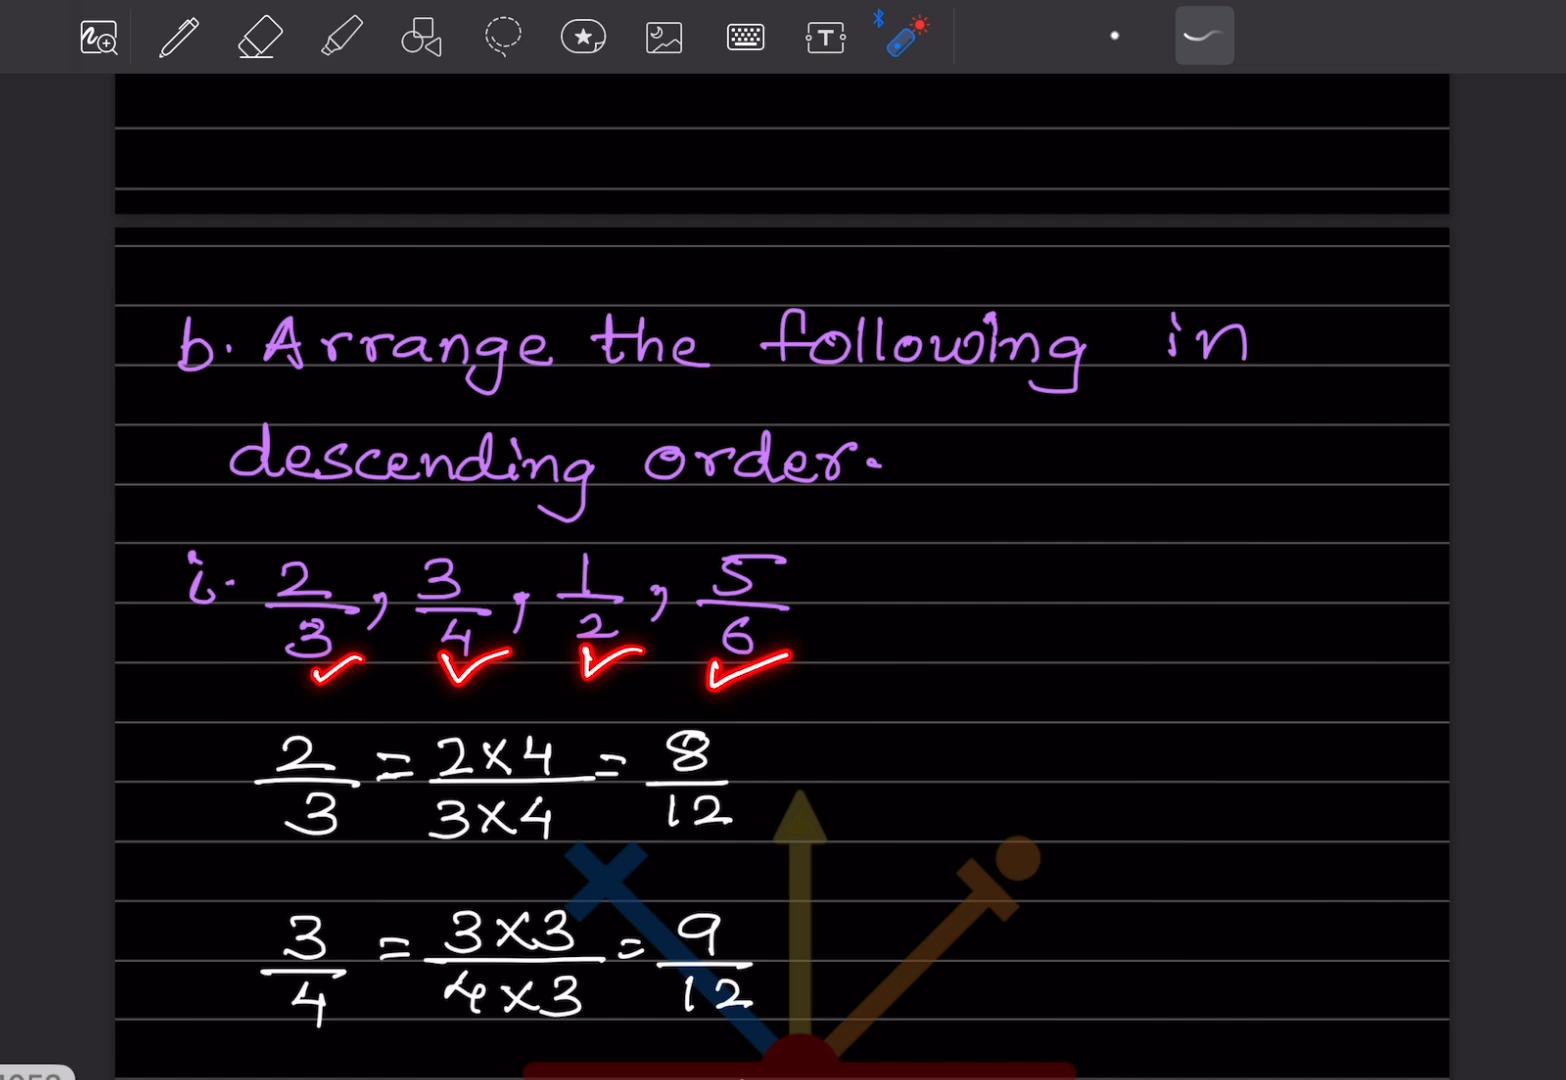 b. Arrange the following in
descending order.
i. 2/3, 3/4, 1/2, 5/6
2/3 = 2×4/3×4 = 8/12
3/4 = 3×3/4×3 = 9/12